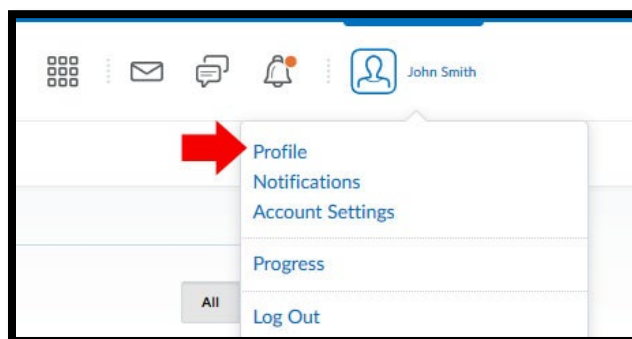 John Smith
Profile
Notifications
Account Settings
Progress
All
Log Out